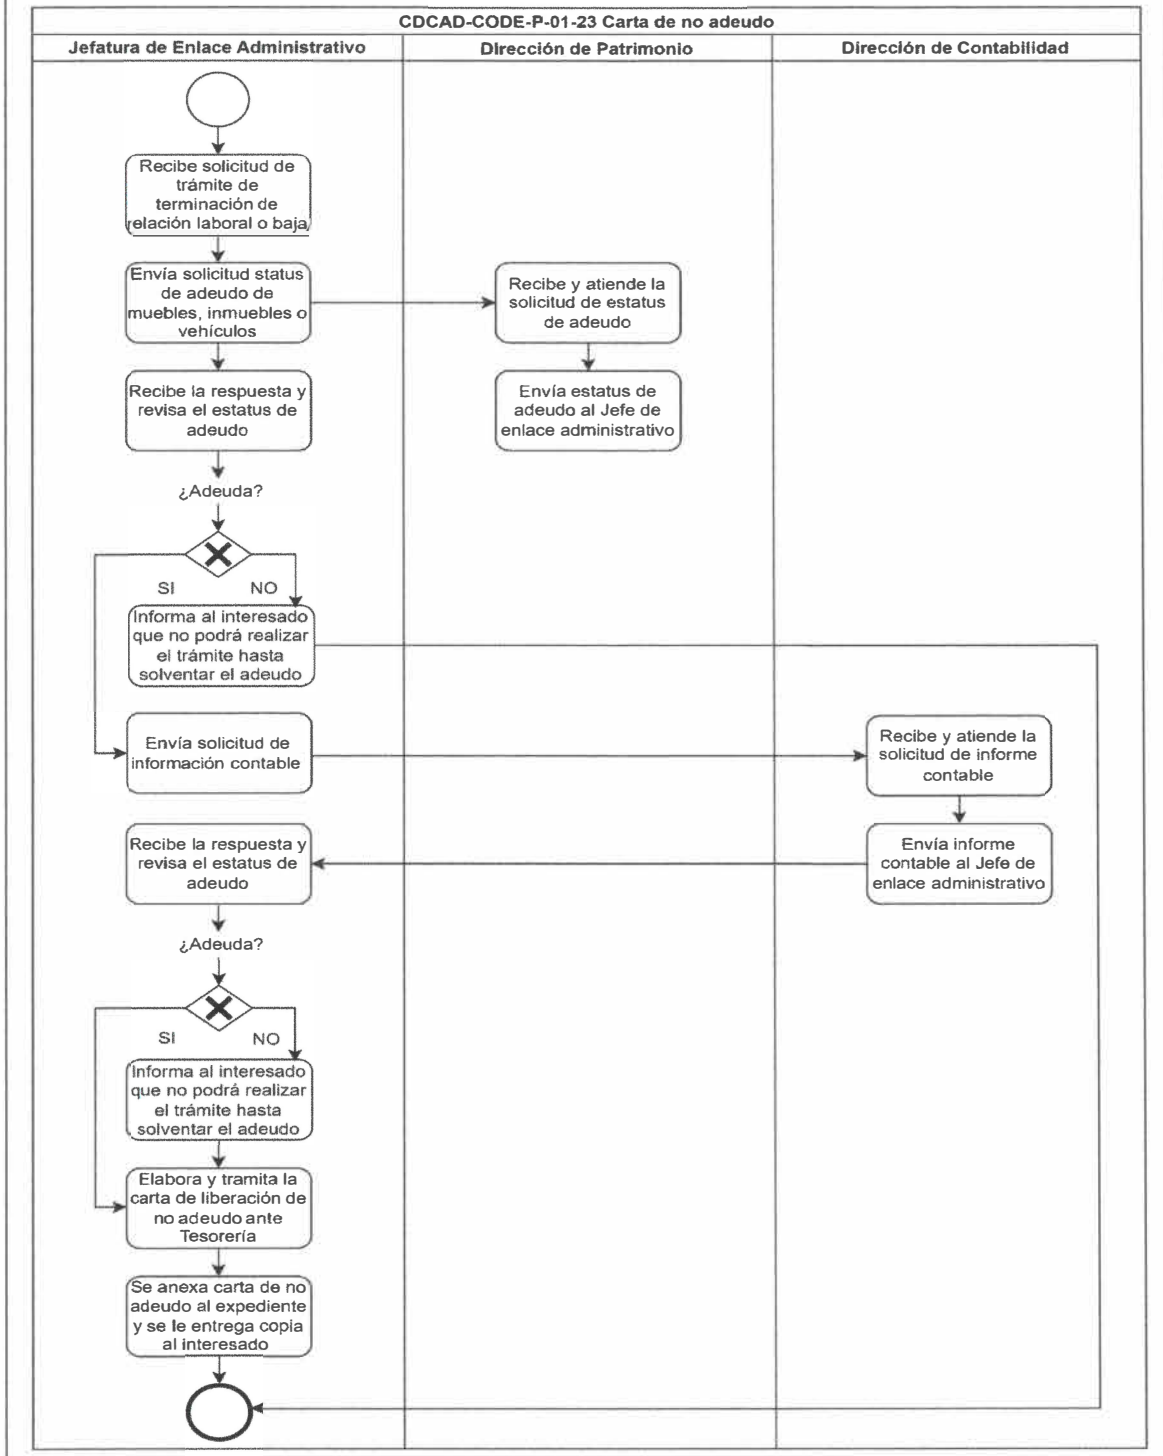 CDCAD-CODE-P-01-23 Carta de no adeudo
Jefatura de Enlace Administrativo
Dirección de Patrimonio
Dirección de Contabilidad
Recibe solicitud de
trámite de
terminación de
relación laboral o baja
Envía solicitud status
de adeudo de
muebles, inmuebles o
vehículos
Recibe y atiende la
solicitud de estatus
de adeudo
Recibe la respuesta y
revisa el estatus de
adeudo
Envía estatus de
adeudo al Jefe de
enlace administrativo
¿Adeuda?
SI
NO
Informa al interesado
que no podrá realizar
el trámite hasta
solventar el adeudo
Envía solicitud de
información contable
Recibe y atiende la
solicitud de informe
contable
Recibe la respuesta y
revisa el estatus de
adeudo
Envía informe
contable al Jefe de
enlace administrativo
¿Adeuda?
SI
NO
Informa al interesado
que no podrá realizar
el trámite hasta
solventar el adeudo
Elabora y tramita la
carta de liberación de
no adeudo ante
Tesorería
Se anexa carta de no
adeudo al expediente
y se le entrega copia
al interesado